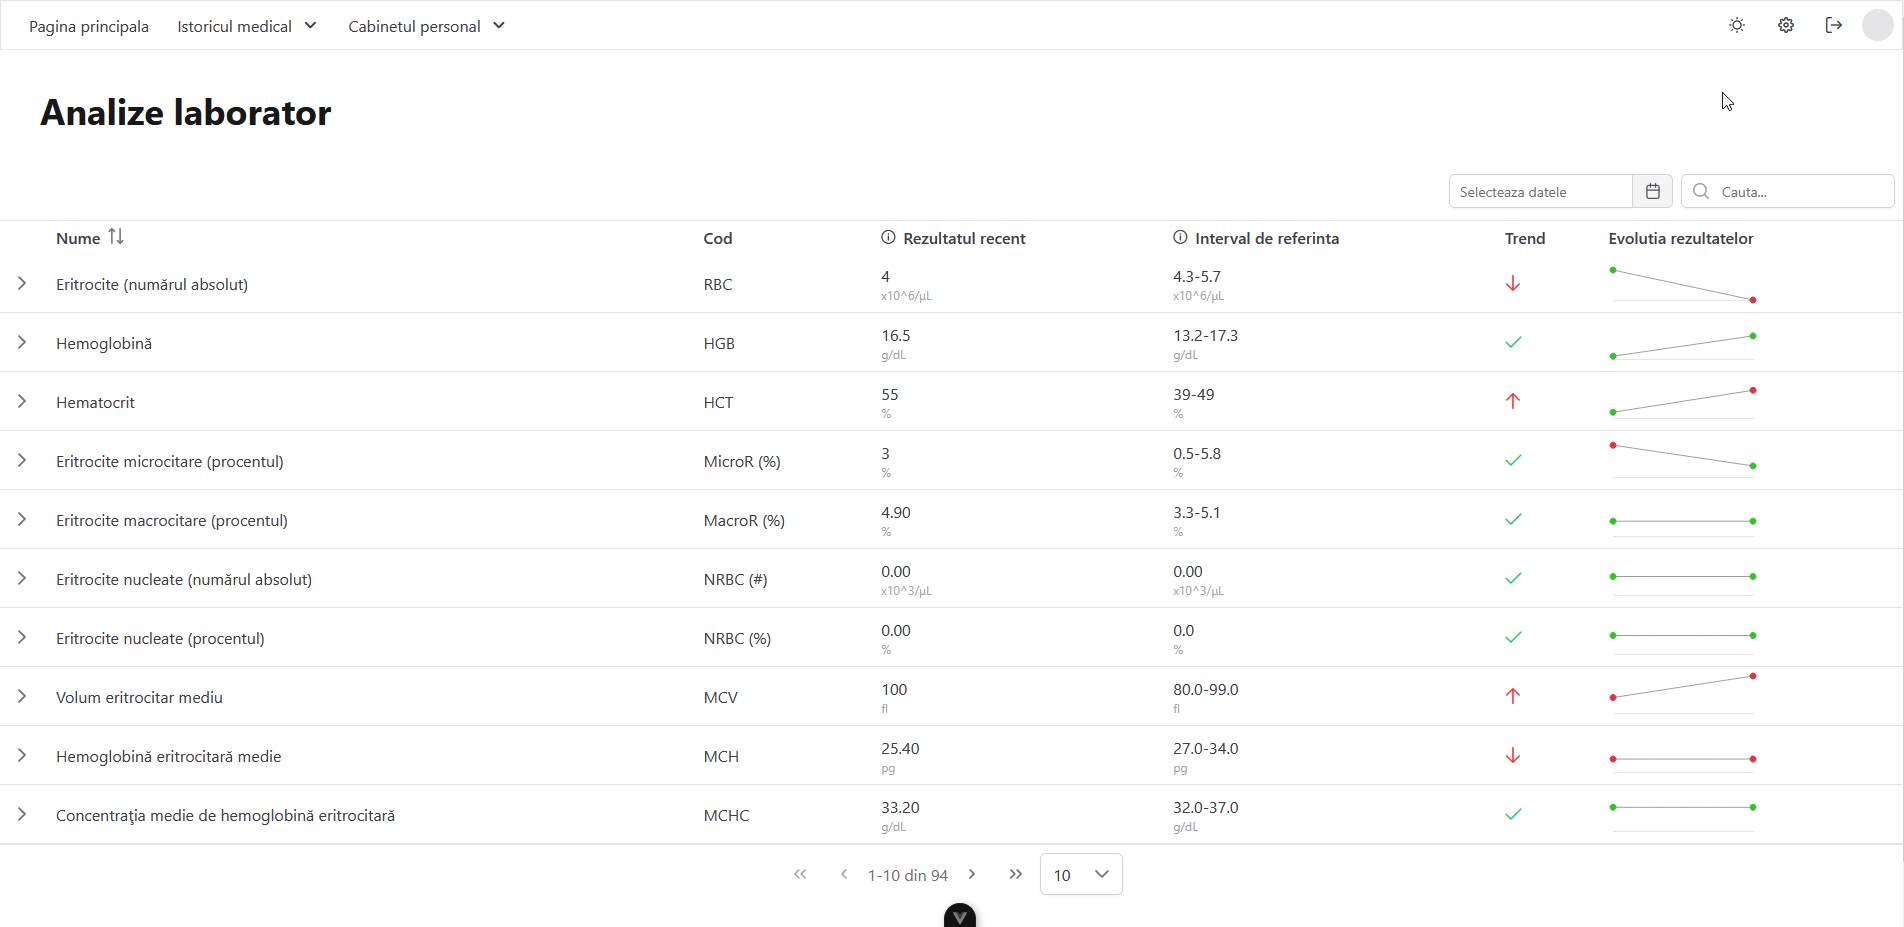 Pagina principala Istoricul medical Cabinetul personal
Analize laborator
Selecteaza datele Cauta...
Nume Cod Rezultatul recent Interval de referinta Trend Evolutia rezultatelor
Eritrocite (numărul absolut) RBC 4 4.3-5.7
x10^6/µL x10^6/µL
Hemoglobină HGB 16.5 13.2-17.3
g/dL g/dL
Hematocrit HCT 55 39-49
% %
Eritrocite microcitare (procentul) MicroR (%) 3 0.5-5.8
% %
Eritrocite macrocitare (procentul) MacroR (%) 4.90 3.3-5.1
% %
Eritrocite nucleate (numărul absolut) NRBC (#) 0.00 0.00
x10^3/µL x10^3/µL
Eritrocite nucleate (procentul) NRBC (%) 0.00 0.0
% %
Volum eritrocitar mediu MCV 100 80.0-99.0
fl fl
Hemoglobină eritrocitară medie MCH 25.40 27.0-34.0
pg pg
Concentraţia medie de hemoglobină eritrocitară MCHC 33.20 32.0-37.0
g/dL g/dL
1-10 din 94 10